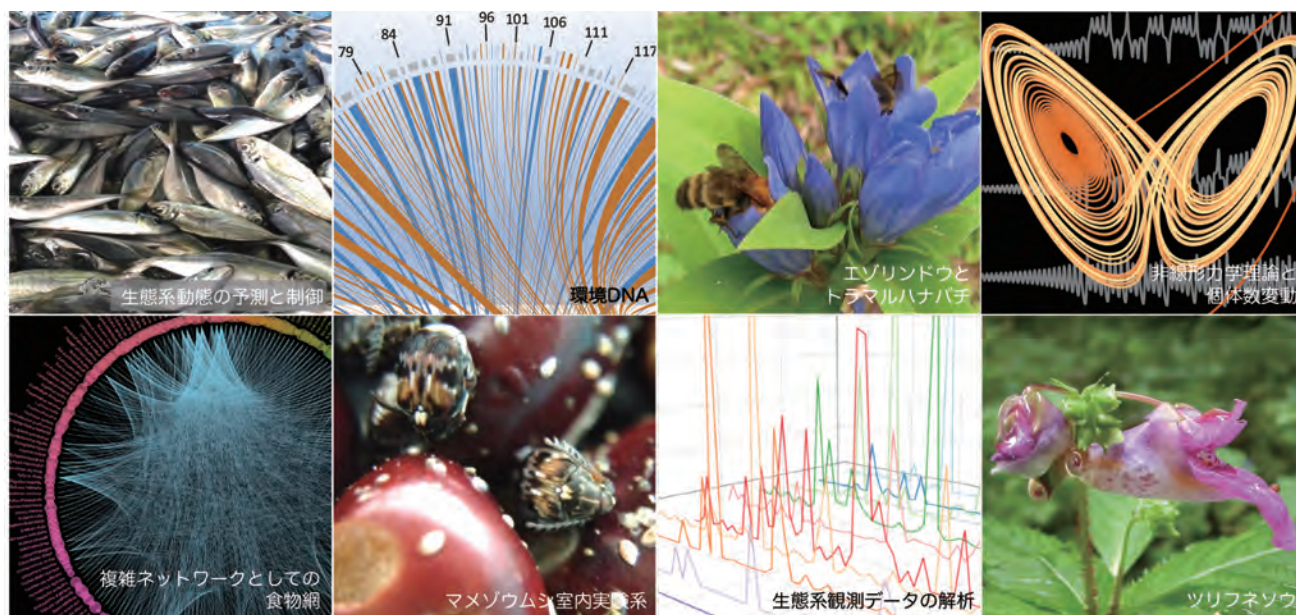 79
84
91
96
101
106
111
117
生態系動態の予測と制御
環境DNA
エゾリンドウと
トラマルハナバチ
非線形力学理論と
個体数変動
複雑ネットワークとしての
食物網
マメゾウムシ室内実験系
生態系観測データの解析
ツリフネソウ